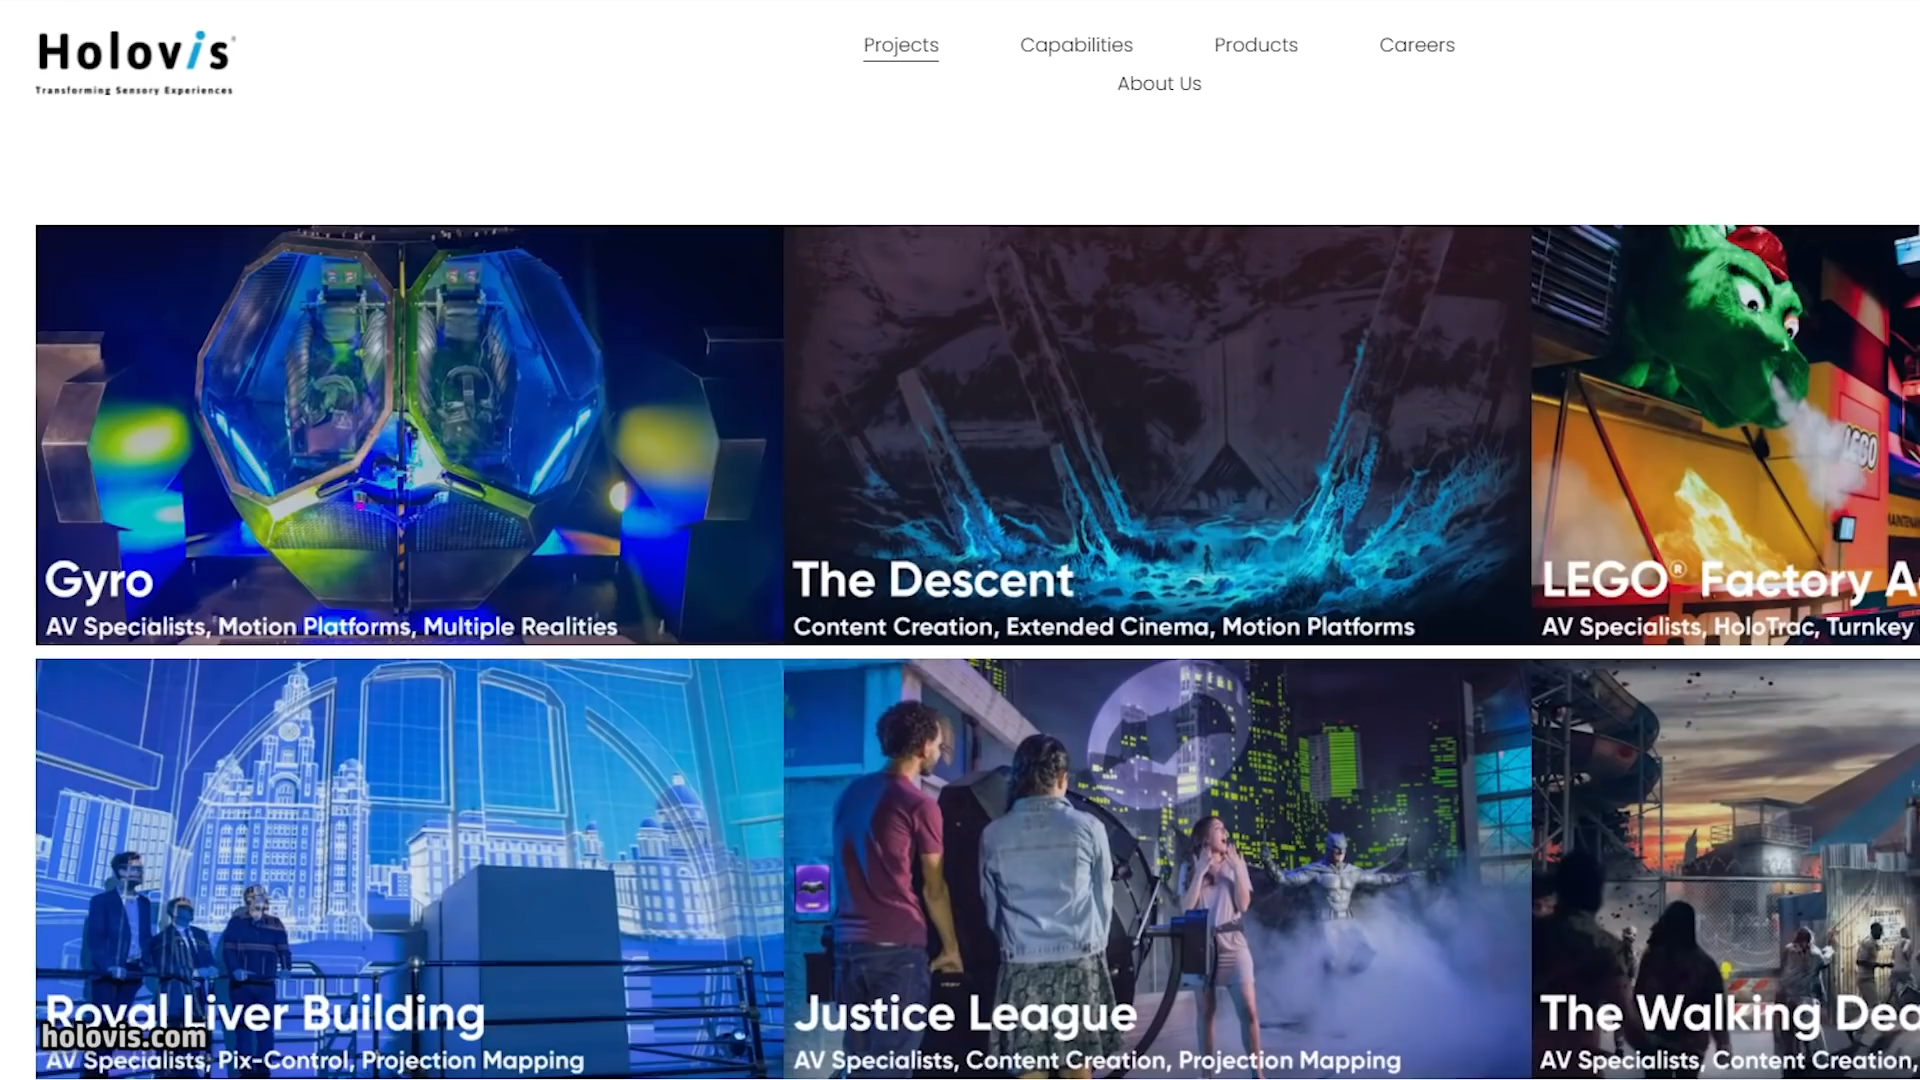 Holovis
Transforming Sensory Experiences
Projects
Capabilities
Products
Careers
About Us
LEGO
Gyro
AV Specialists, Motion Platforms, Multiple Realities
The Descent
Content Creation, Extended Cinema, Motion Platforms
LEGO® Factory A
AV Specialists, HoloTrac, Turnkey
Royal Liver Building
AV Specialists, Pix-Control, Projection Mapping
holovis.com
Justice League
AV Specialists, Content Creation, Projection Mapping
The Walking Dea
AV Specialists, Content Creation,